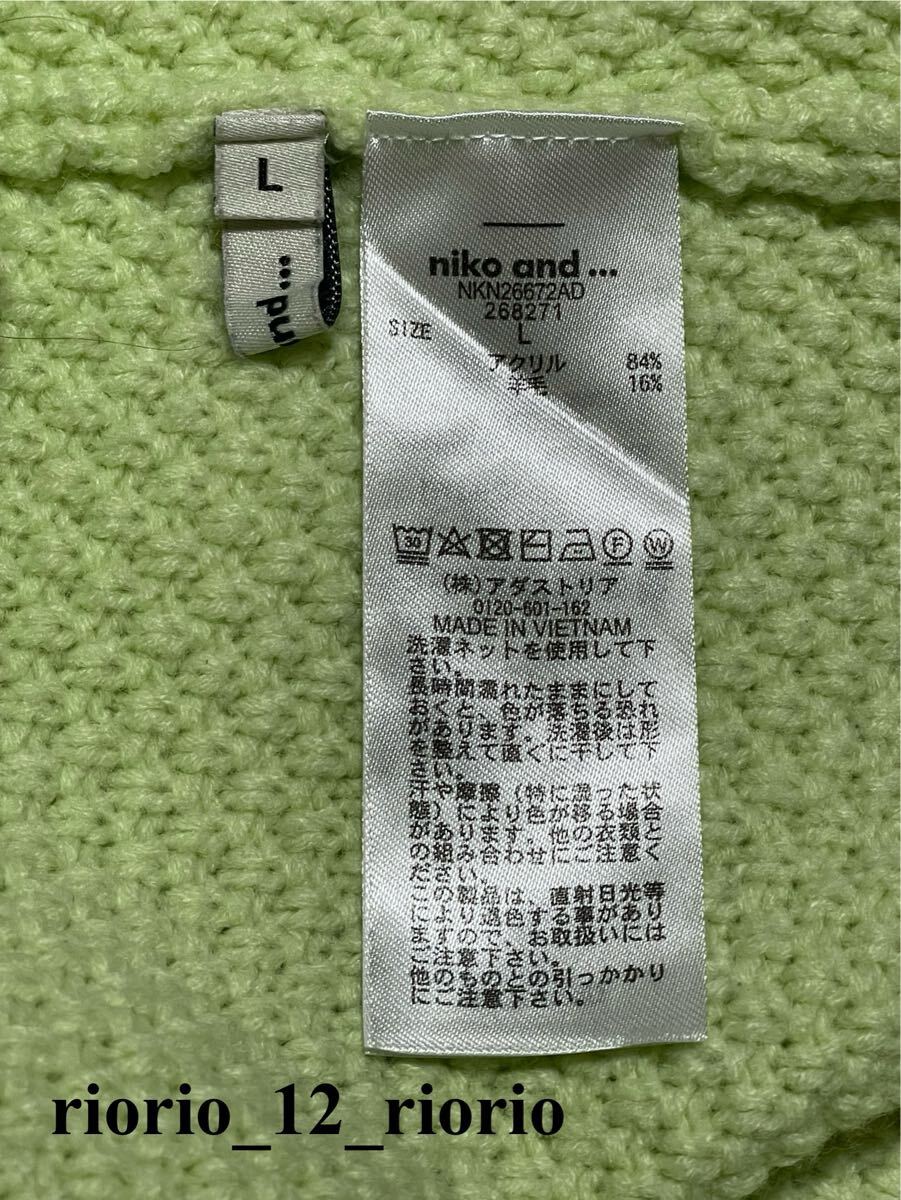 L
and...
niko and ...
NKN26672AD
268271
SIZE L
アクリル 84%
羊毛 16%
30
F W
(株)アダストリア
0120-601-162
MADE IN VIETNAM
洗濯ネットを使用して下
さい。
長時間濡れたままにして
おくと、色が落ちる恐れ
があります。洗濯後は形
を整えて直ぐに干して下
さい。
汗や摩擦(特に湿った状
態)により色が移る場合
があります。他の衣類と
の組み合わせにご注意く
ださい。
この製品は、直射日光等
により退色する事があり
ますので、お取扱いには
ご注意下さい。
他のものとの引っかかり
にご注意下さい。
riorio_12_riorio